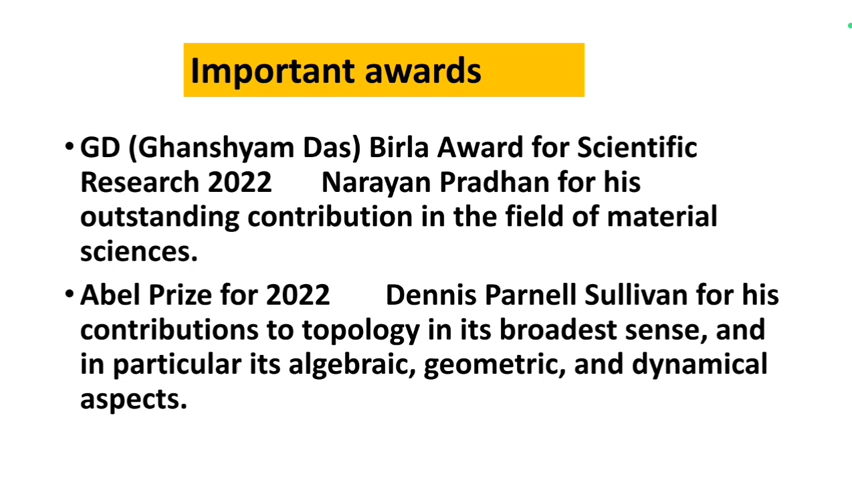 Important awards
• GD (Ghanshyam Das) Birla Award for Scientific
Research 2022 Narayan Pradhan for his
outstanding contribution in the field of material
sciences.
• Abel Prize for 2022 Dennis Parnell Sullivan for his
contributions to topology in its broadest sense, and
in particular its algebraic, geometric, and dynamical
aspects.